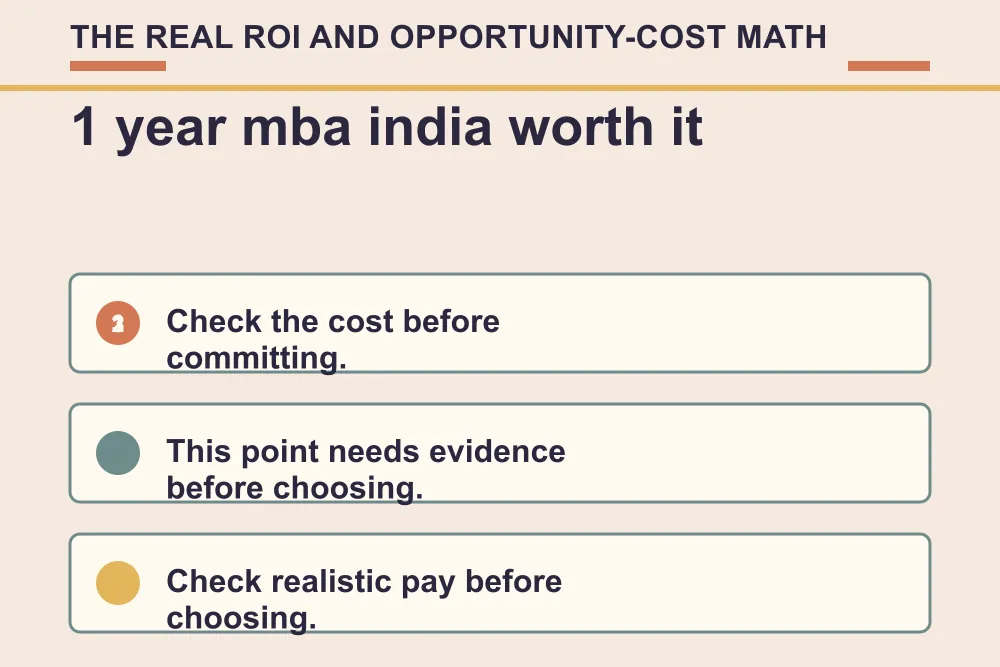 THE REAL ROI AND OPPORTUNITY-COST MATH
1 year mba india worth it
Check the cost before
committing.
This point needs evidence
before choosing.
Check realistic pay before
choosing.